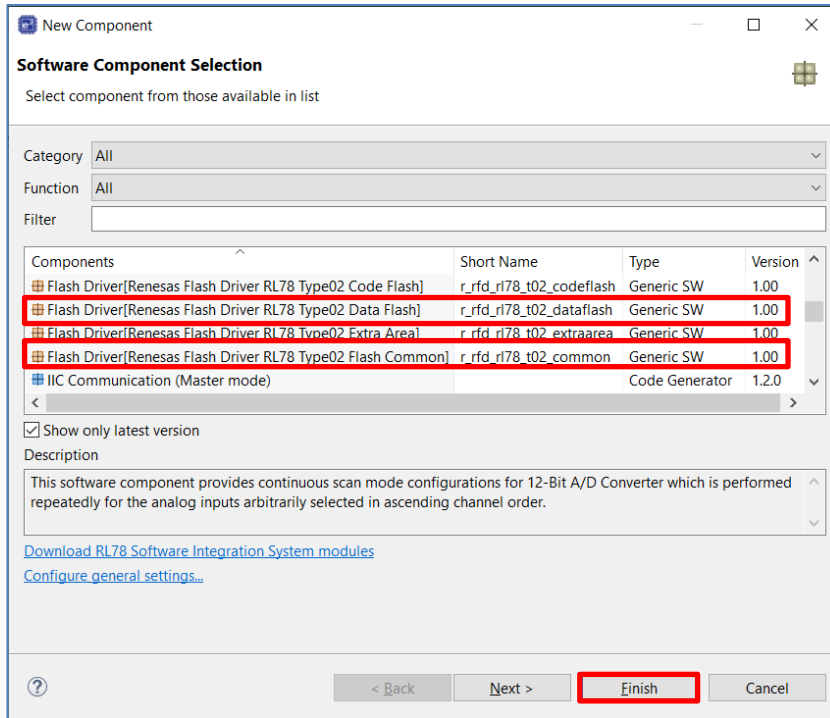 New Component
Software Component Selection
Select component from those available in list
Category All
Function All
Filter
Components Short Name Type Version
Flash Driver[Renesas Flash Driver RL78 Type02 Code Flash] r_rfd_rl78_t02_codeflash Generic SW 1.00
Flash Driver[Renesas Flash Driver RL78 Type02 Data Flash] r_rfd_rl78_t02_dataflash Generic SW 1.00
Flash Driver[Renesas Flash Driver RL78 Type02 Extra Area] r_rfd_rl78_t02_extraarea Generic SW 1.00
Flash Driver[Renesas Flash Driver RL78 Type02 Flash Common] r_rfd_rl78_t02_common Generic SW 1.00
IIC Communication (Master mode) Code Generator 1.2.0
Show only latest version
Description
This software component provides continuous scan mode configurations for 12-Bit A/D Converter which is performed
repeatedly for the analog inputs arbitrarily selected in ascending channel order.
Download RL78 Software Integration System modules
Configure general settings...
? < Back Next > Finish Cancel